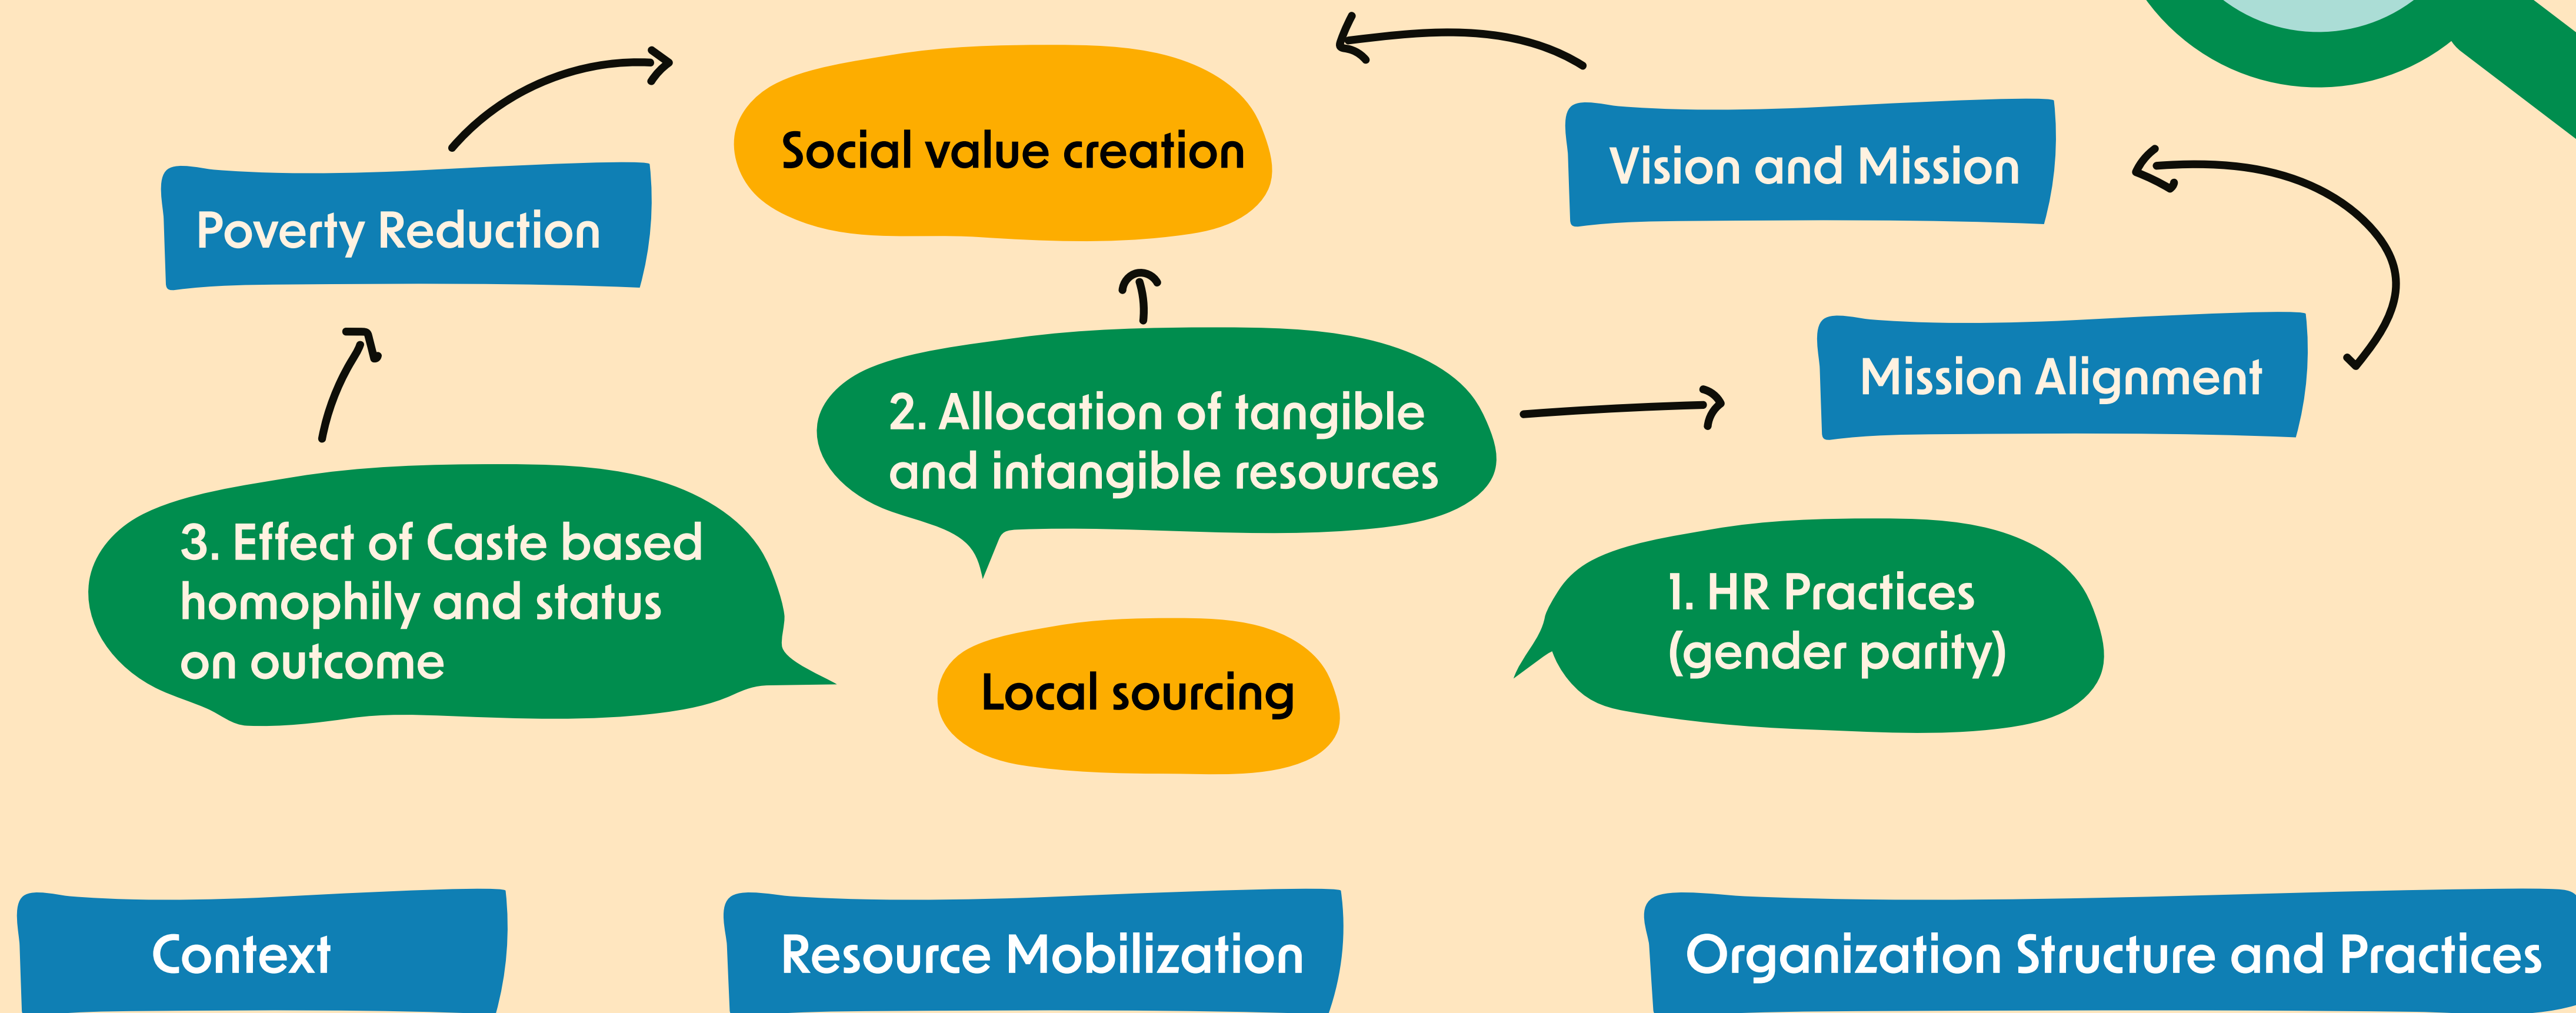 Social value creation
Vision and Mission
Poverty Reduction
Mission Alignment
2. Allocation of tangible
and intangible resources
3. Effect of Caste based
homophily and status
on outcome
1. HR Practices
(gender parity)
Local sourcing
Context
Resource Mobilization
Organization Structure and Practices